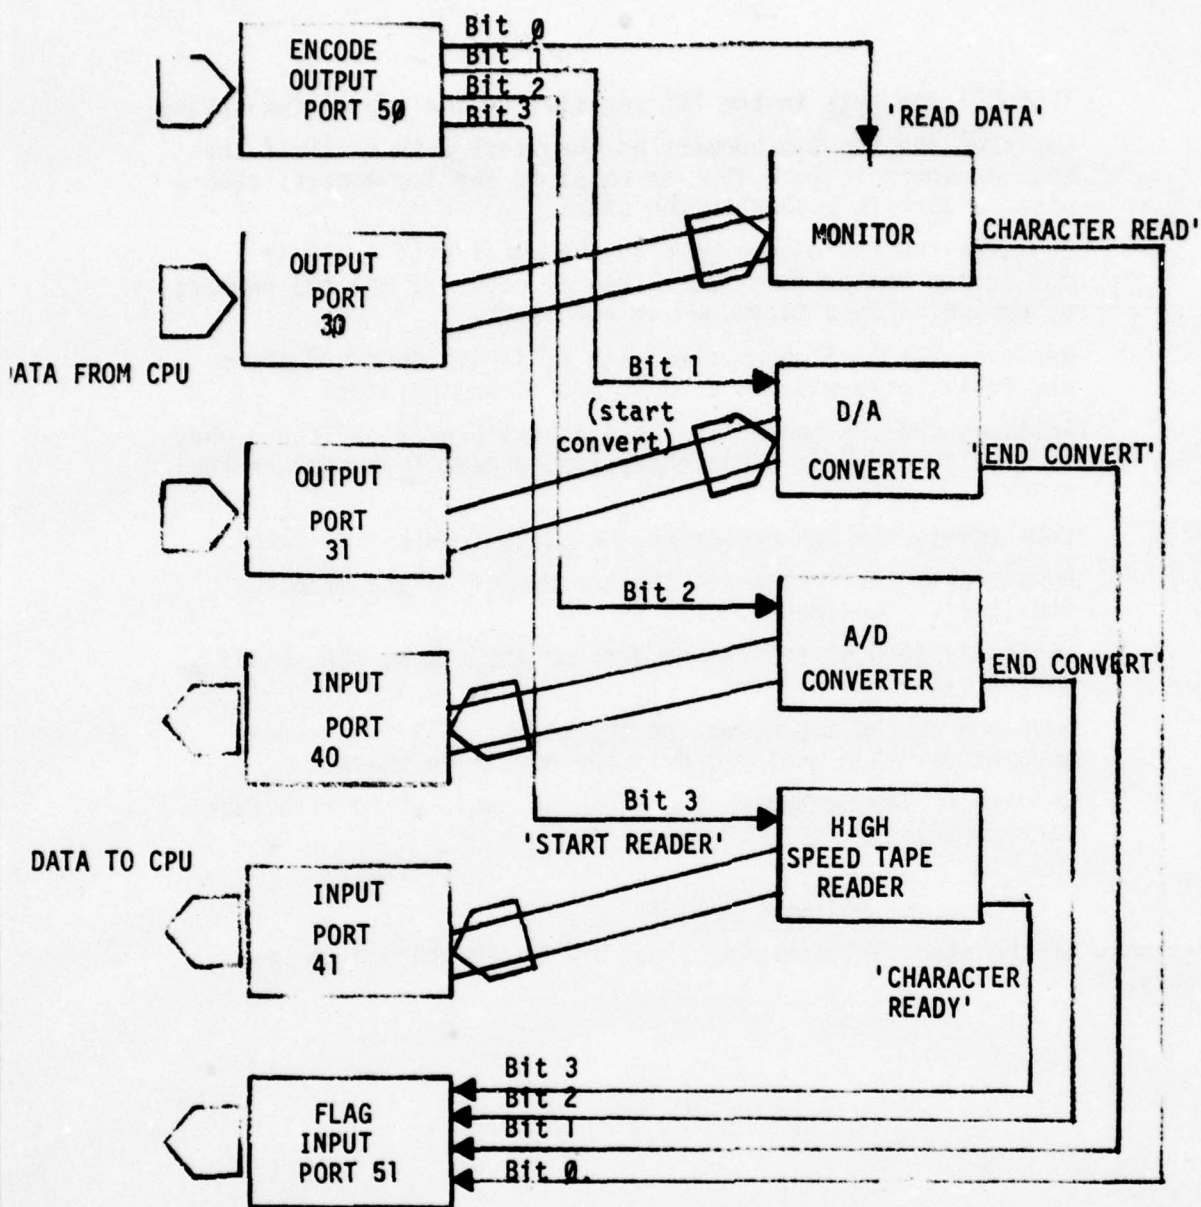 Bit 0
Bit 1
Bit 2
Bit 3
ENCODE
OUTPUT
PORT 50
'READ DATA'
MONITOR
CHARACTER READ'
OUTPUT
PORT
30
ATA FROM CPU
Bit 1
(start
convert)
D/A
CONVERTER
'END CONVERT'
OUTPUT
PORT
31
Bit 2
A/D
CONVERTER
END CONVERT'
INPUT
PORT
40
Bit 3
'START READER'
HIGH
SPEED TAPE
READER
DATA TO CPU
INPUT
PORT
41
'CHARACTER
READY'
Bit 3
Bit 2
Bit 1
Bit 0
FLAG
INPUT
PORT 51